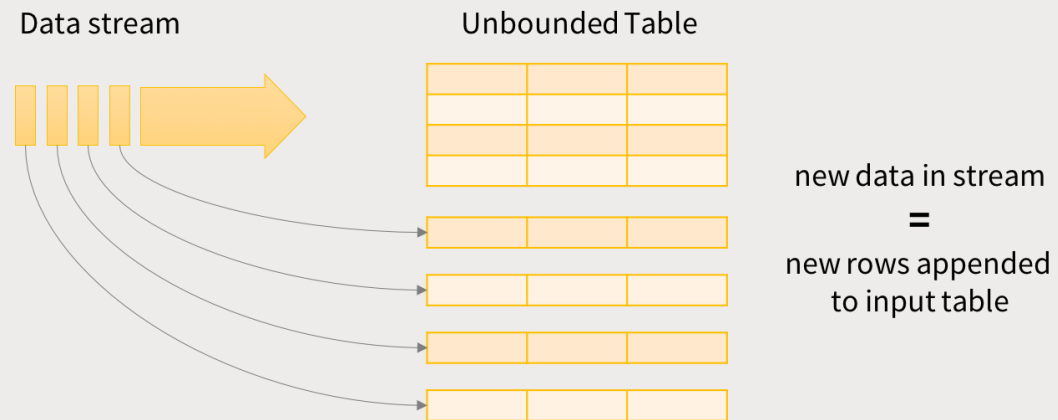 Data stream
Unbounded Table
new data in stream
=
new rows appended
to input table